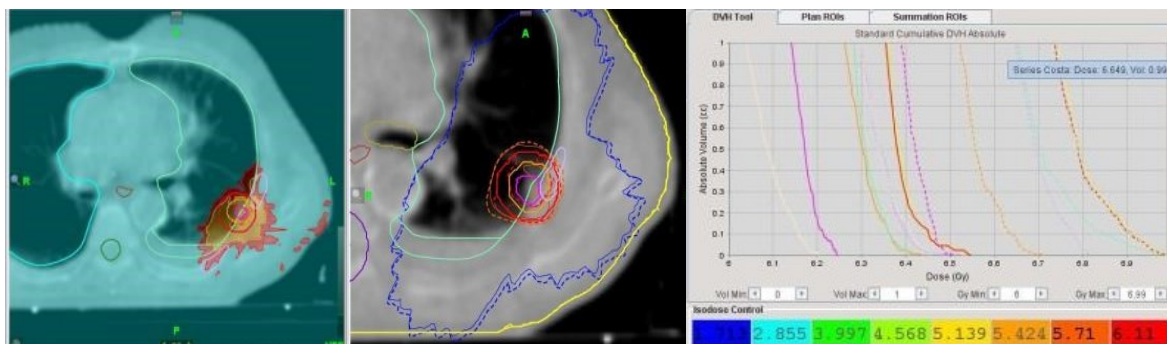 R
L
P
A
R
DVH Tool Plan ROIs Summation ROIs
Standard Cumulative DVH Absolute
Series Costa: Dose: 6.649, Vol: 0.99
Absolute Volume (cc)
1
0.9
0.8
0.7
0.6
0.5
0.4
0.3
0.2
0.1
0
6 6.1 6.2 6.3 6.4 6.5 6.6 6.7 6.8 6.9
Dose (Gy)
Vol Min: 0 Vol Max: 1 Gy Min: 6 Gy Max: 6.99
Isodose Control
1.713 2.855 3.997 4.568 5.139 5.424 5.71 6.11